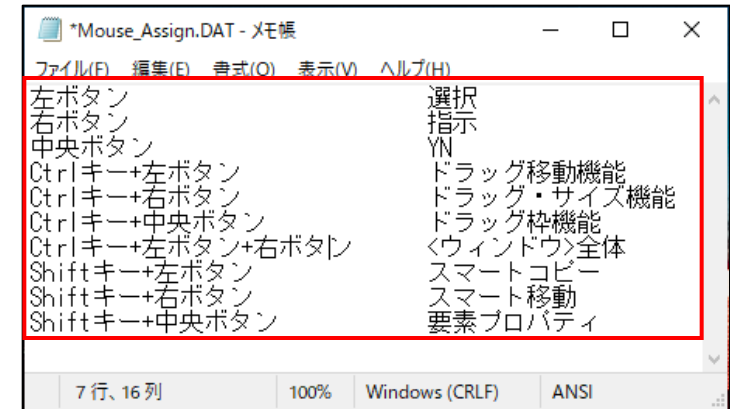 *Mouse_Assign.DAT - メモ帳
ファイル(F) 編集(E) 書式(O) 表示(V) ヘルプ(H)
左ボタン 選択
右ボタン 指示
中央ボタン YN
Ctrlキー+左ボタン ドラッグ移動機能
Ctrlキー+右ボタン ドラッグ・サイズ機能
Ctrlキー+中央ボタン ドラッグ枠機能
Ctrlキー+左ボタン+右ボタン <ウィンドウ>全体
Shiftキー+左ボタン スマートコピー
Shiftキー+右ボタン スマート移動
Shiftキー+中央ボタン 要素プロパティ
7 行、16 列 100% Windows (CRLF) ANSI